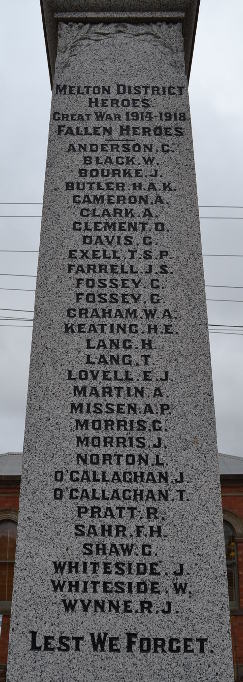 MELTON DISTRICT
HEROES
GREAT WAR 1914-1918
FALLEN HEROES
ANDERSON.C.
BLACK.W.
BOURKE.J.
BUTLER.H.A.K.
CAMERON.A.
CLARK.A.
CLEMENT.D.
DAVIS.C.
EXELL.T.S.P.
FARRELL.J.S.
FOSSEY.C.
FOSSEY.G.
GRAHAM.W.A.
KEATING.H.E.
LANG.H.
LANG.T.
LOVELL.E.J.
MARTIN.A.
MISSEN.A.P.
MORRIS.G.
MORRIS.J.
NORTON.L.
O'CALLAGHAN.J.
O'CALLAGHAN.T.
PRATT.R.
SAHR.F.H.
SHAW.G.
WHITESIDE.J.
WHITESIDE.W.
WYNNE.R.J.
LEST WE FORGET.